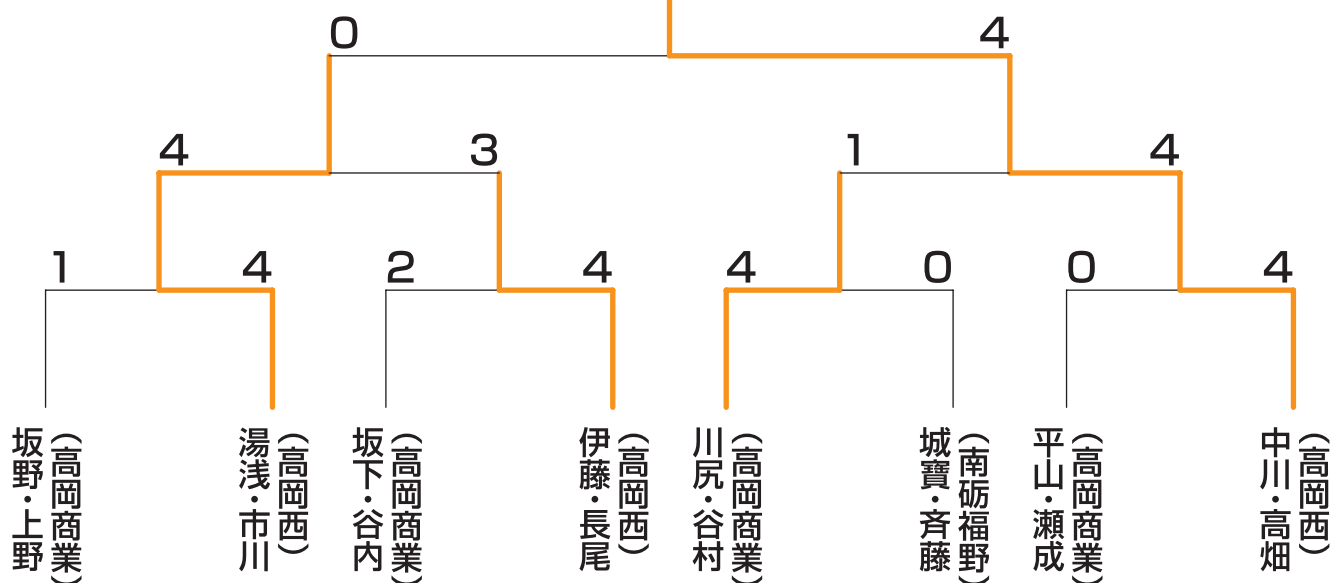 0 4
4 3 1 4
1 4 2 4 4 0 0 4
坂野・上野
(高岡商業)
湯浅・市川
(高岡西)
坂下・谷内
(高岡商業)
伊藤・長尾
(高岡西)
川尻・谷村
(高岡商業)
城寶・斉藤
(南砺福野)
平山・瀬成
(高岡商業)
中川・高畑
(高岡西)